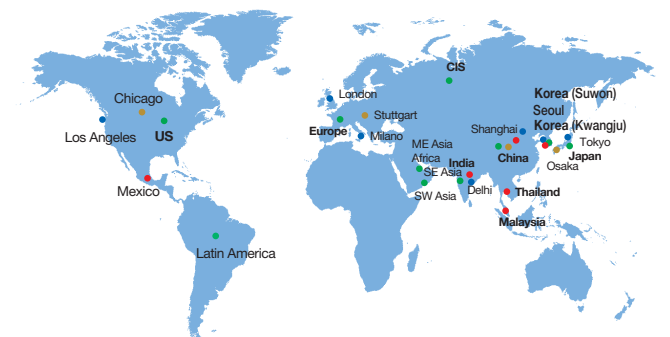 CIS
London
Chicago
Stuttgart
Los Angeles
US
Europe
Milano
Korea (Suwon)
Seoul
Shanghai
Korea (Kwangju)
Tokyo
ME Asia
Africa
India
China
Osaka
Japan
SE Asia
Delhi
SW Asia
Thailand
Mexico
Malaysia
Latin America